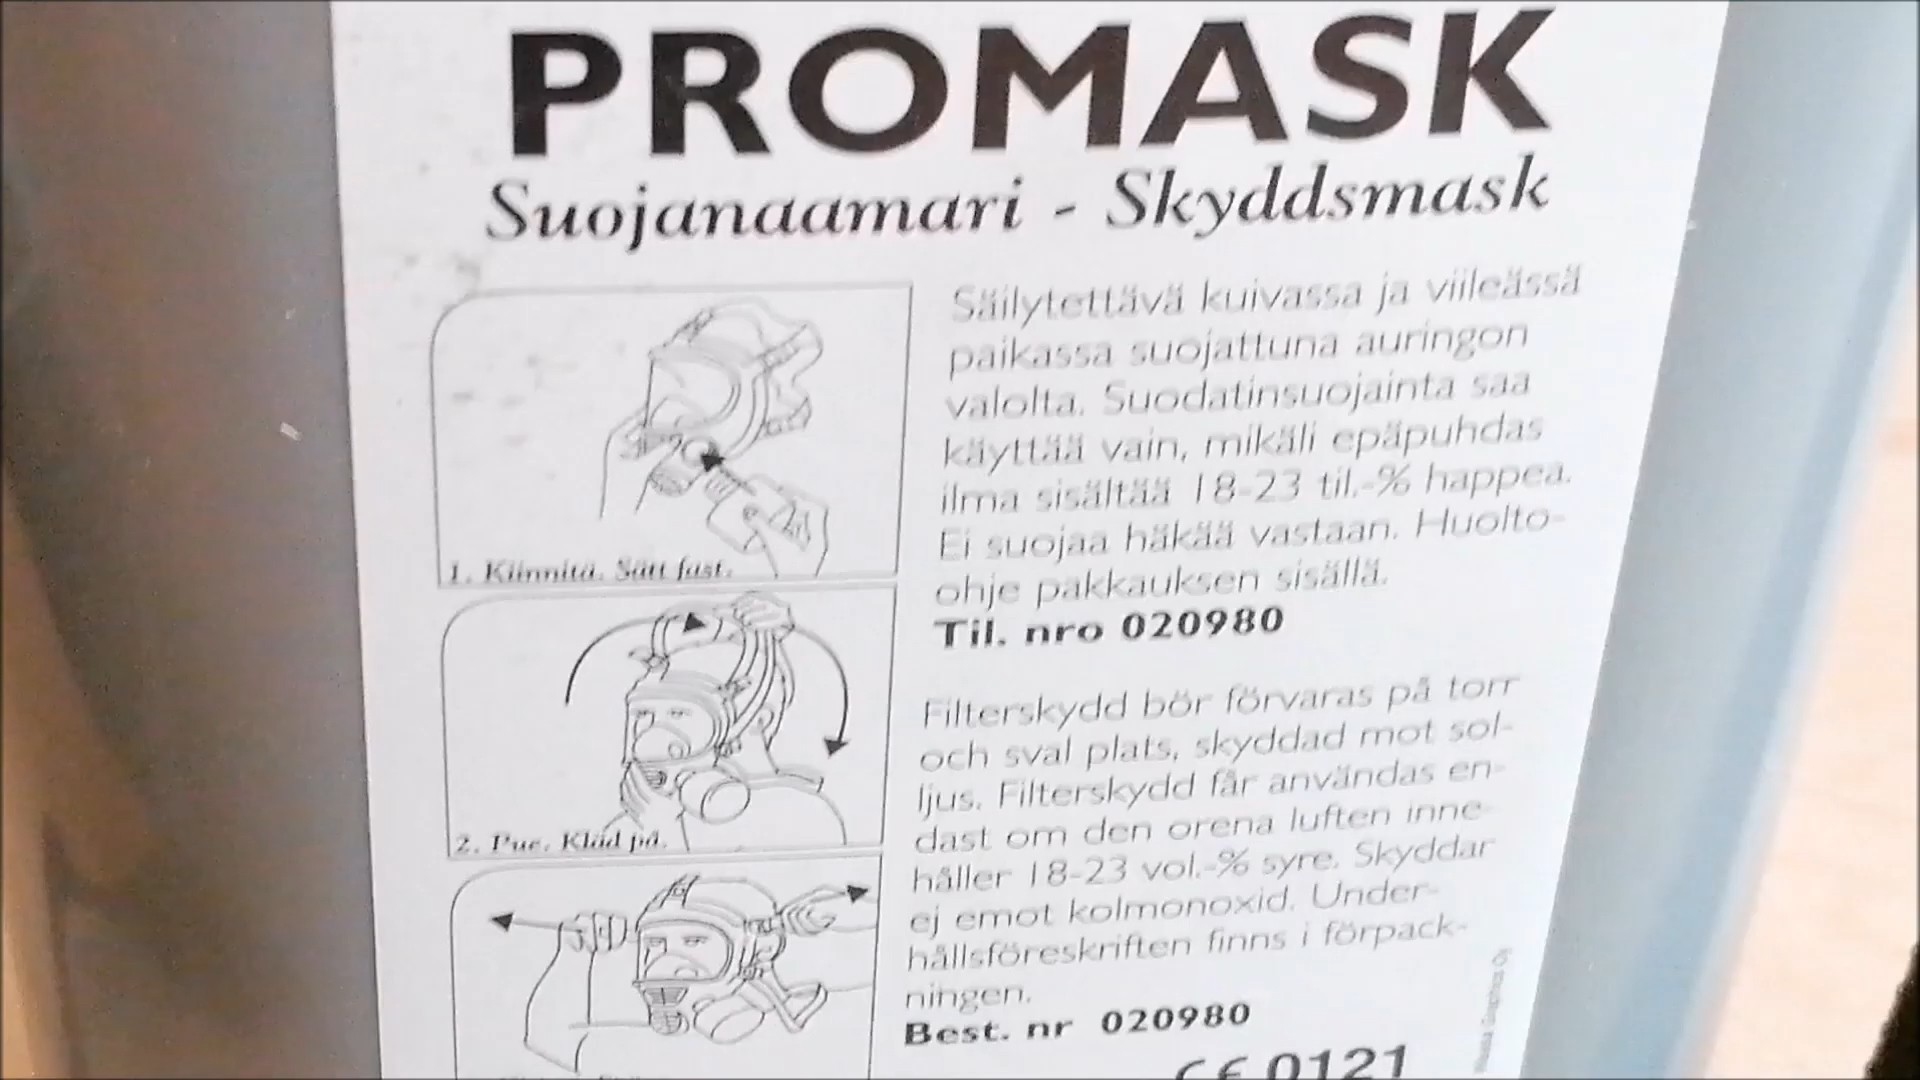 PROMASK
Suojanaamari - Skyddsmask
1. Kiinnitä. Sätt fast.
2. Pue. Kläd på.
Säilytettävä kuivassa ja viileässä
paikassa suojattuna auringon
valolta. Suodatinsuojainta saa
käyttää vain, mikäli epäpuhdas
ilma sisältää 18-23 til.-% happea.
Ei suojaa häkää vastaan. Huolto-
ohje pakkauksen sisällä.
Til. nro 020980
Filterskydd bör förvaras på torr
och sval plats, skyddad mot sol-
ljus. Filterskydd får användas en-
dast om den orena luften inne-
håller 18-23 vol.-% syre. Skyddar
ej emot kolmonoxid. Under-
hållsföreskriften finns i förpack-
ningen.
Best. nr 020980
CE 0121